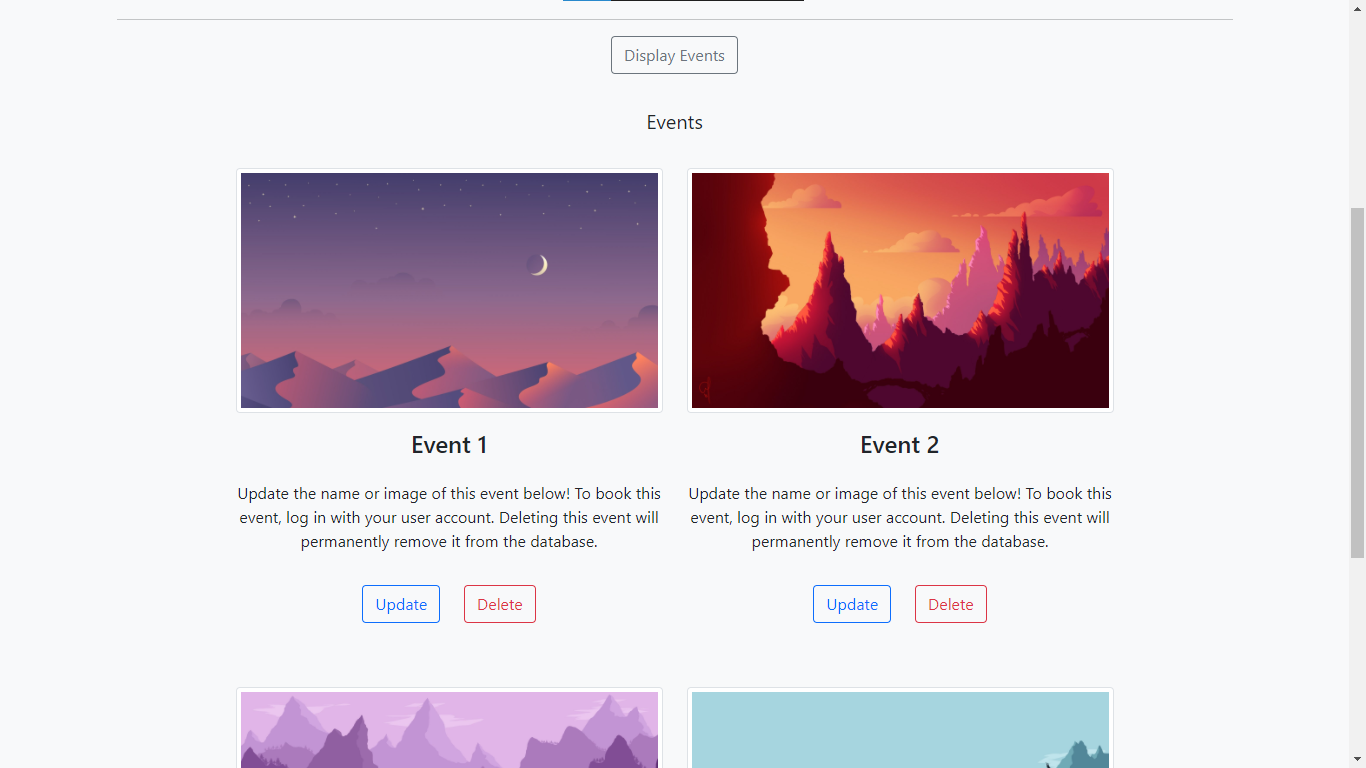 Display Events
Events
Event 1
Update the name or image of this event below! To book this
event, log in with your user account. Deleting this event will
permanently remove it from the database.
Update Delete
Event 2
Update the name or image of this event below! To book this
event, log in with your user account. Deleting this event will
permanently remove it from the database.
Update Delete